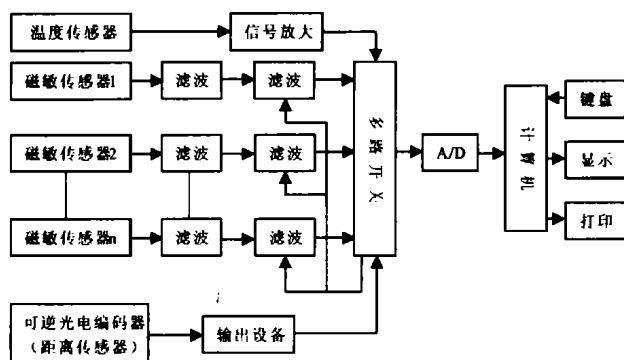 温度传感器
信号放大
磁敏传感器1
滤波
滤波
磁敏传感器2
滤波
滤波
磁敏传感器n
滤波
滤波
可逆光电编码器
（距离传感器）
输出设备
多路开关
A/D
计算机
键盘
显示
打印